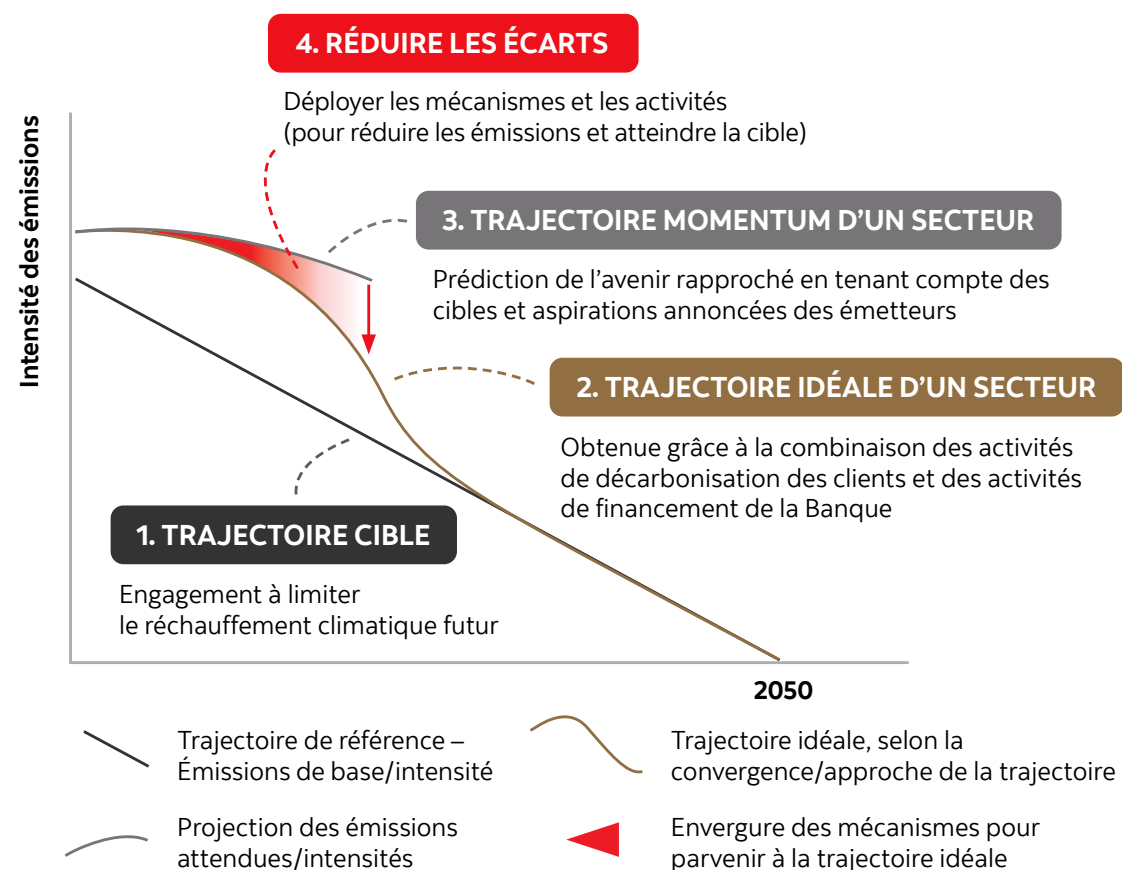 4. RÉDUIRE LES ÉCARTS
Déployer les mécanismes et les activités
(pour réduire les émissions et atteindre la cible)
Intensité des émissions
3. TRAJECTOIRE MOMENTUM D’UN SECTEUR
Prédiction de l’avenir rapproché en tenant compte des
cibles et aspirations annoncées des émetteurs
2. TRAJECTOIRE IDÉALE D’UN SECTEUR
Obtenue grâce à la combinaison des activités
de décarbonisation des clients et des activités
de financement de la Banque
1. TRAJECTOIRE CIBLE
Engagement à limiter
le réchauffement climatique futur
2050
Trajectoire de référence –
Émissions de base/intensité
Trajectoire idéale, selon la
convergence/approche de la trajectoire
Projection des émissions
attendues/intensités
Envergure des mécanismes pour
parvenir à la trajectoire idéale